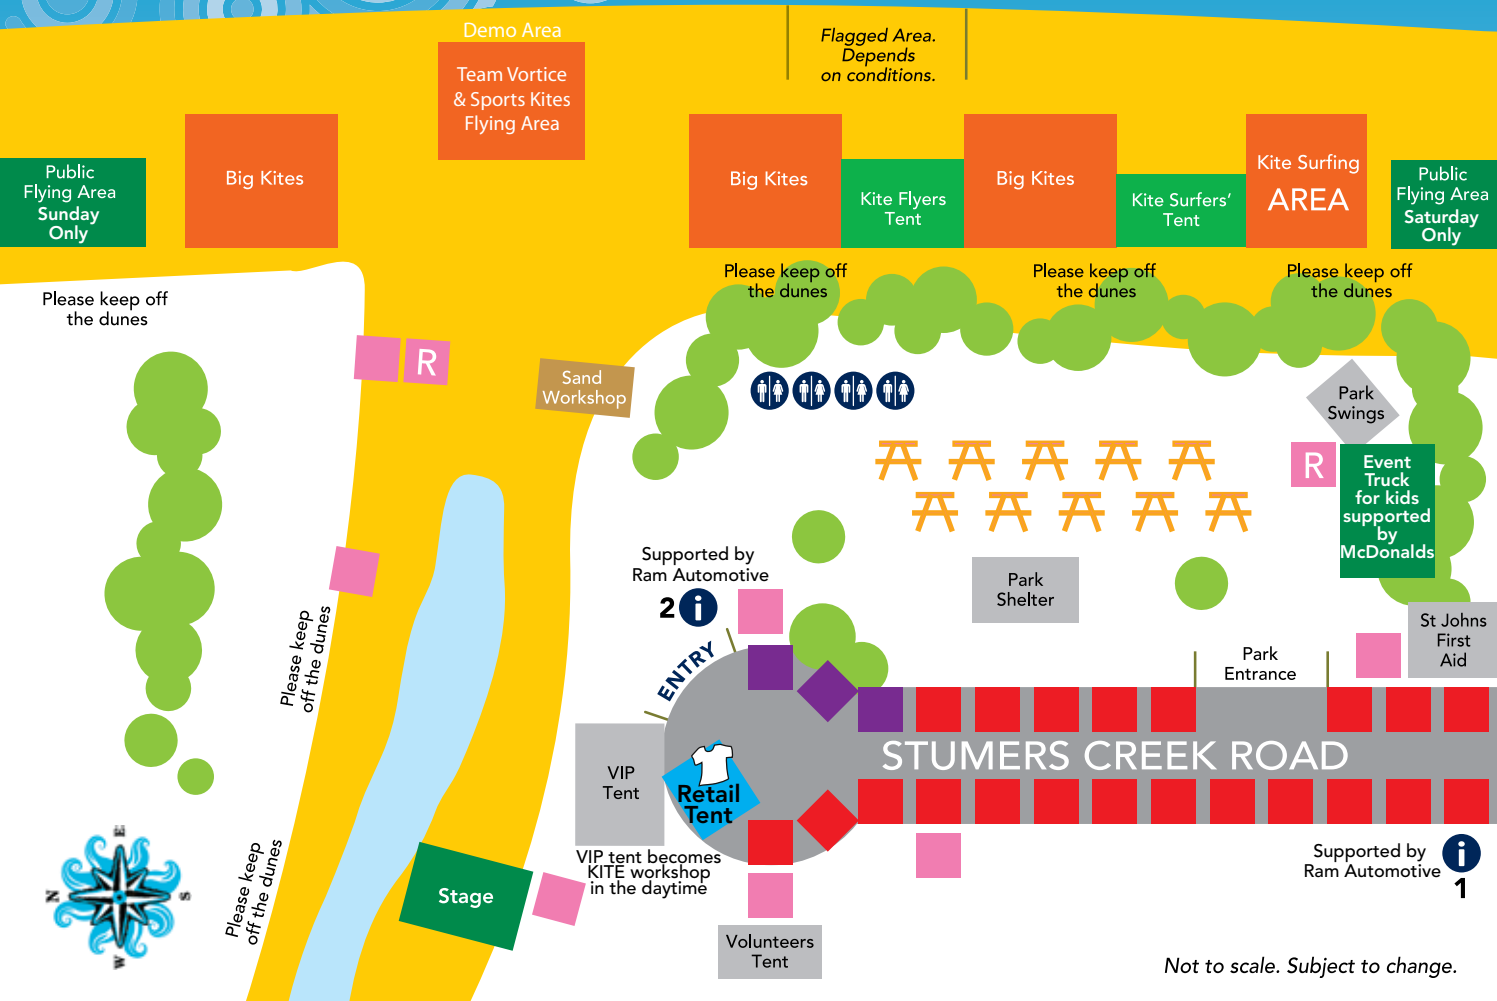 Demo Area
Team Vortice
& Sports Kites
Flying Area
Flagged Area.
Depends
on conditions.
Public
Flying Area
Sunday
Only
Big Kites
Big Kites
Kite Flyers
Tent
Big Kites
Kite Surfers’
Tent
Kite Surfing
AREA
Public
Flying Area
Saturday
Only
Please keep off
the dunes
Please keep off
the dunes
Please keep off
the dunes
Please keep off
the dunes
R
Sand
Workshop
Park
Swings
R
Event
Truck
for kids
supported
by
McDonalds
Supported by
Ram Automotive
2 i
Park
Shelter
St Johns
First
Aid
Please keep
off the dunes
ENTRY
Park
Entrance
STUMERS CREEK ROAD
VIP
Tent
Retail
Tent
VIP tent becomes
KITE workshop
in the daytime
Please keep
off the dunes
Stage
E
N
S
W
Supported by
Ram Automotive
i
1
Volunteers
Tent
Not to scale. Subject to change.